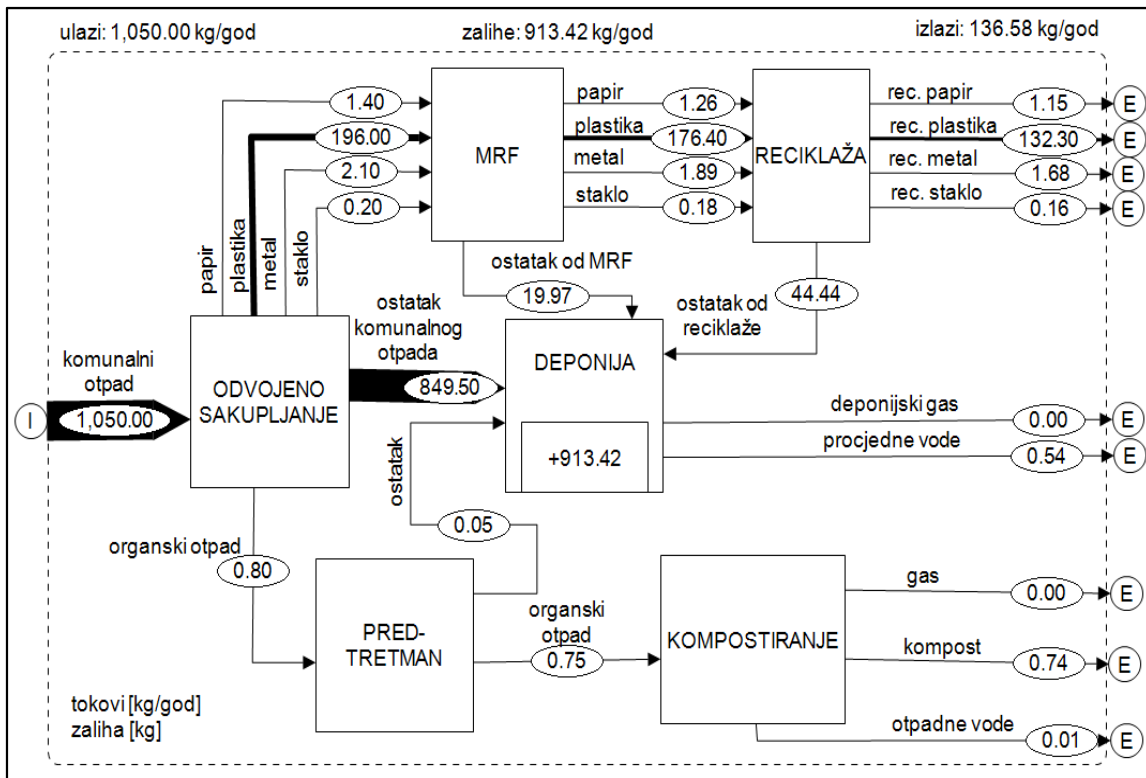 ulazi: 1,050.00 kg/god
zalihe: 913.42 kg/god
izlazi: 136.58 kg/god
1.40
196.00
2.10
0.20
papir
plastika
metal
staklo
MRF
papir
1.26
plastika
176.40
metal
1.89
staklo
0.18
RECIKLAŽA
rec. papir
1.15
E
rec. plastika
132.30
E
rec. metal
1.68
E
rec. staklo
0.16
E
ostatak od MRF
19.97
ostatak od
reciklaže
44.44
komunalni
otpad
I
1,050.00
ODVOJENO
SAKUPLJANJE
ostatak
komunalnog
otpada
849.50
DEPONIJA
+913.42
deponijski gas
0.00
E
procjedne vode
0.54
E
ostatak
0.05
organski otpad
0.80
PRED-
TRETMAN
organski
otpad
0.75
KOMPOSTIRANJE
gas
0.00
E
kompost
0.74
E
otpadne vode
0.01
E
tokovi [kg/god]
zaliha [kg]